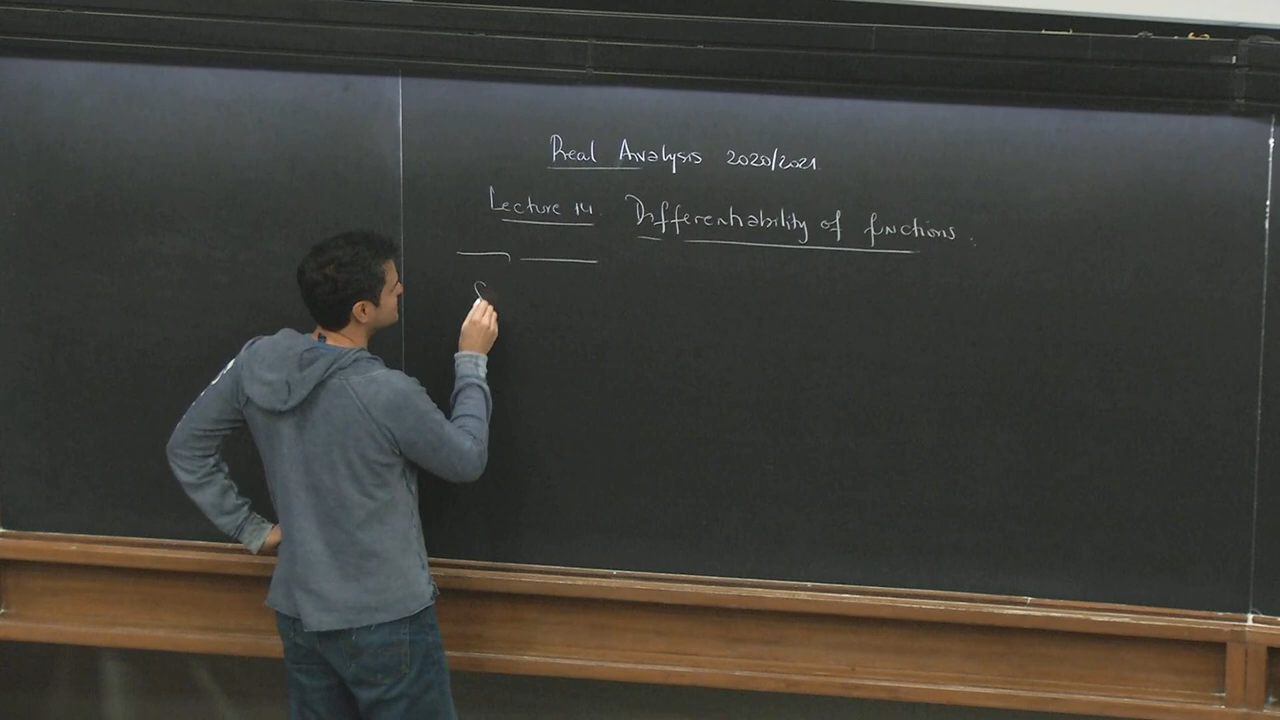 Real Analysis 2020/2021
Lecture 14. Differentiability of functions.